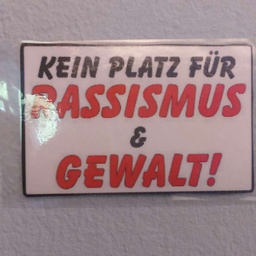 KEIN PLATZ FÜR
RASSISMUS
&
GEWALT!